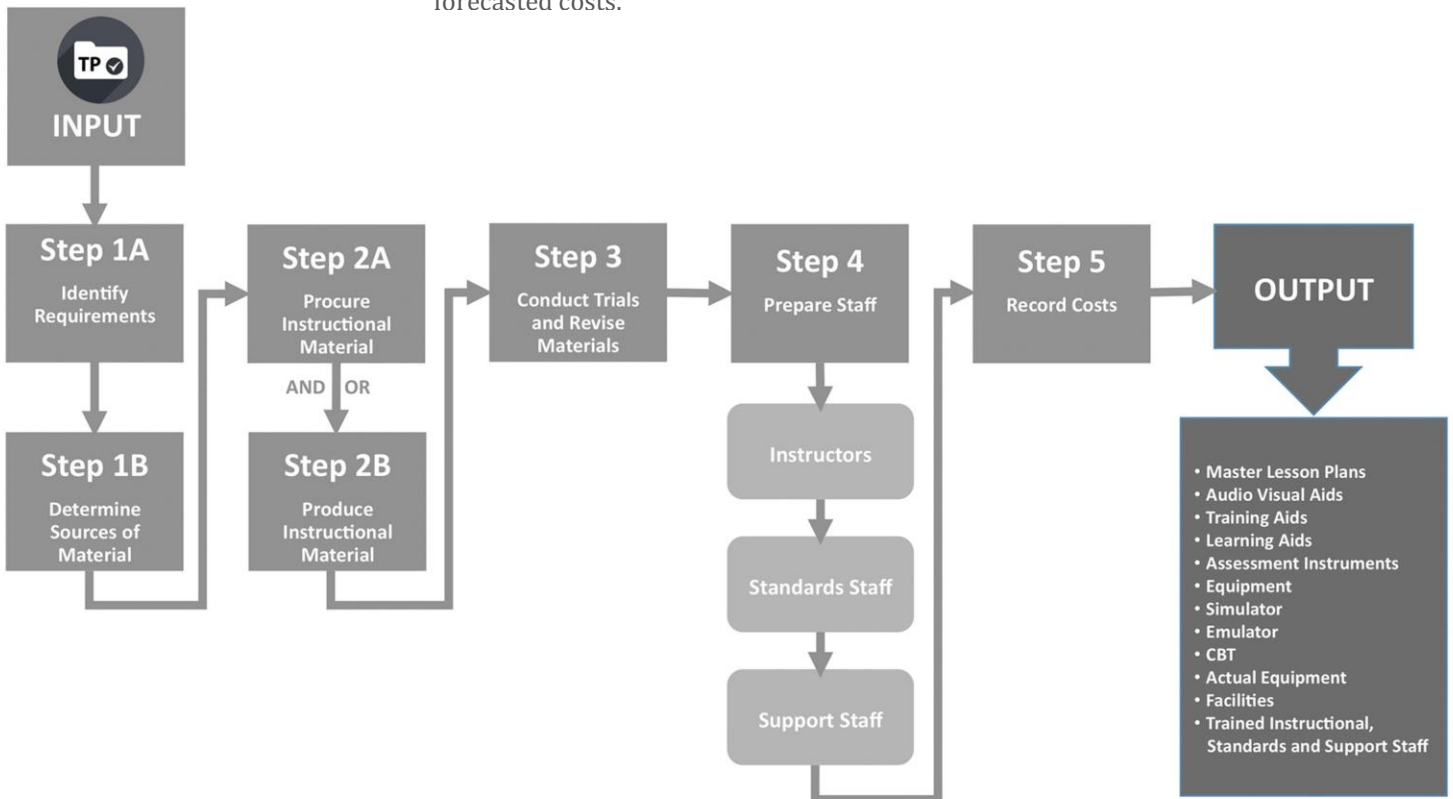 forecasted costs.
TP
INPUT
Step 1A
Identify
Requirements
Step 1B
Determine
Sources of
Material
Step 2A
Procure
Instructional
Material
AND OR
Step 2B
Produce
Instructional
Material
Step 3
Conduct Trials
and Revise
Materials
Step 4
Prepare Staff
Instructors
Standards Staff
Support Staff
Step 5
Record Costs
OUTPUT
• Master Lesson Plans
• Audio Visual Aids
• Training Aids
• Learning Aids
• Assessment Instruments
• Equipment
• Simulator
• Emulator
• CBT
• Actual Equipment
• Facilities
• Trained Instructional,
Standards and Support Staff